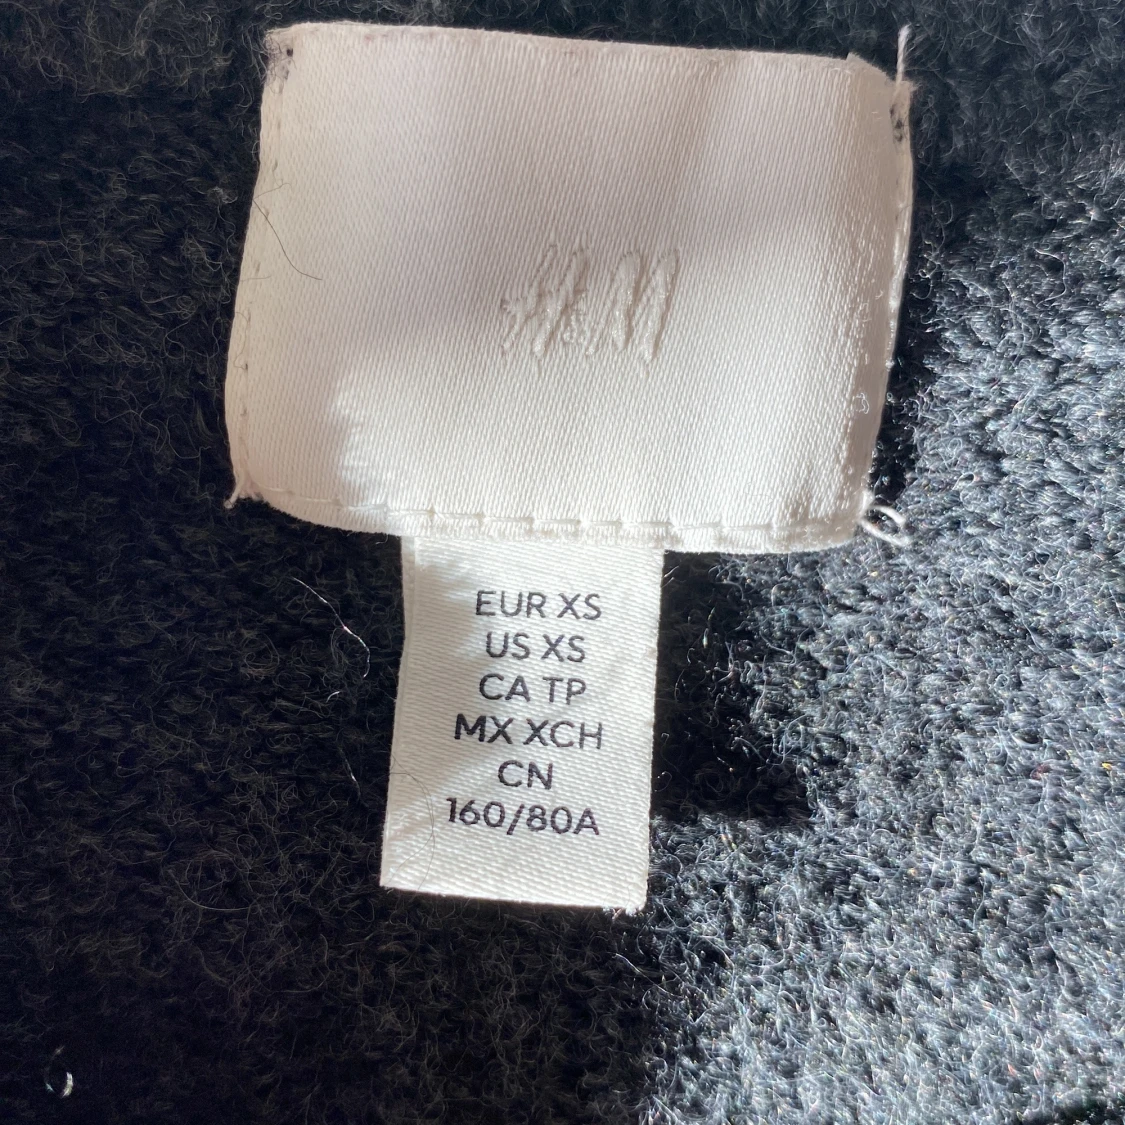 H&M
EUR XS
US XS
CA TP
MX XCH
CN
160/80A